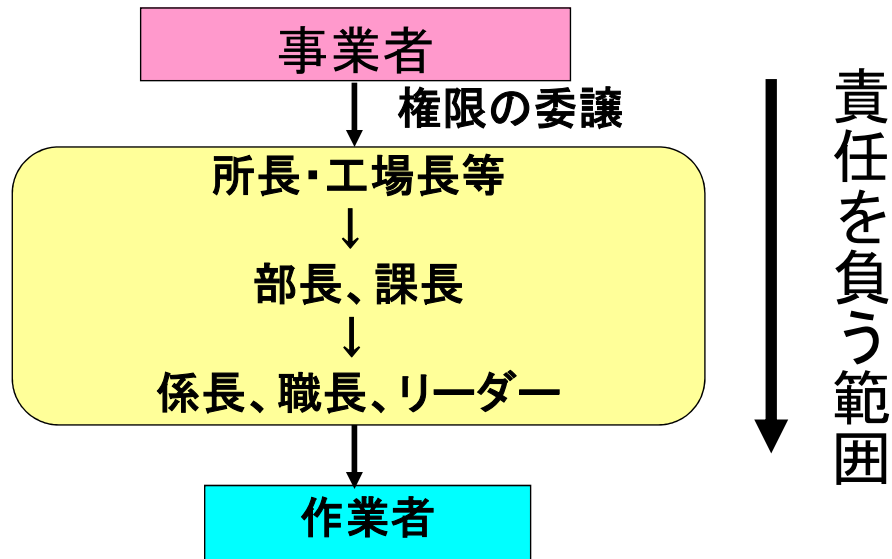 事業者
権限の委譲
所長・工場長等
↓
部長、課長
↓
係長、職長、リーダー
作業者
責任を負う範囲